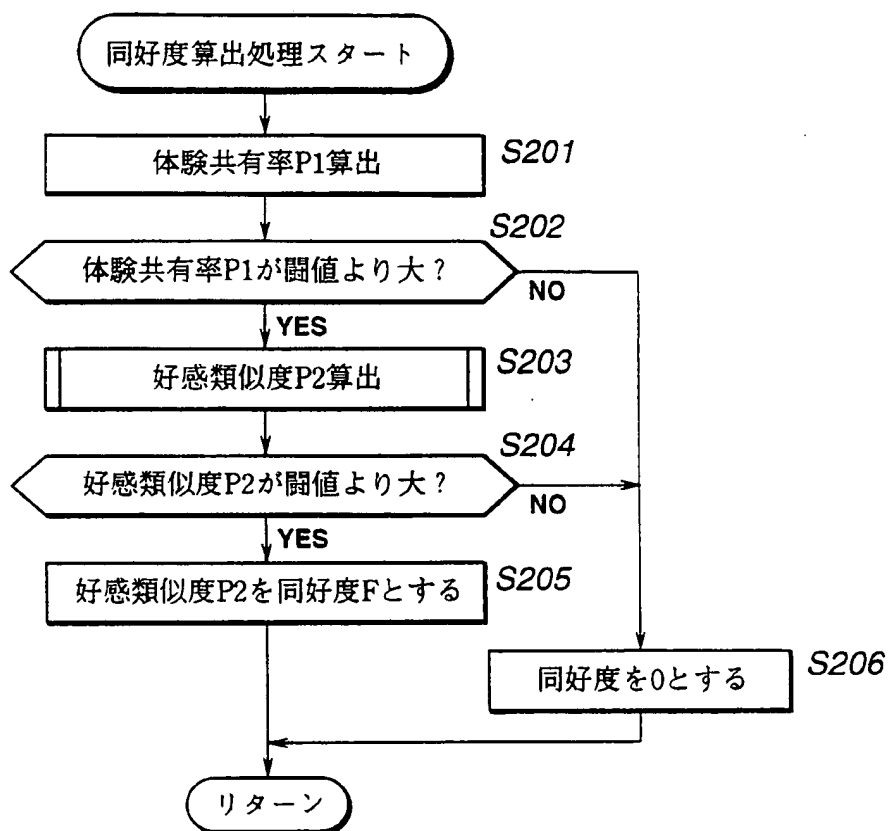 同好度算出処理スタート
体験共有率P1算出
S201
S202
体験共有率P1が閾値より大?
NO
YES
好感類似度P2算出
S203
S204
好感類似度P2が閾値より大?
NO
YES
好感類似度P2を同好度Fとする
S205
同好度を0とする
S206
リターン